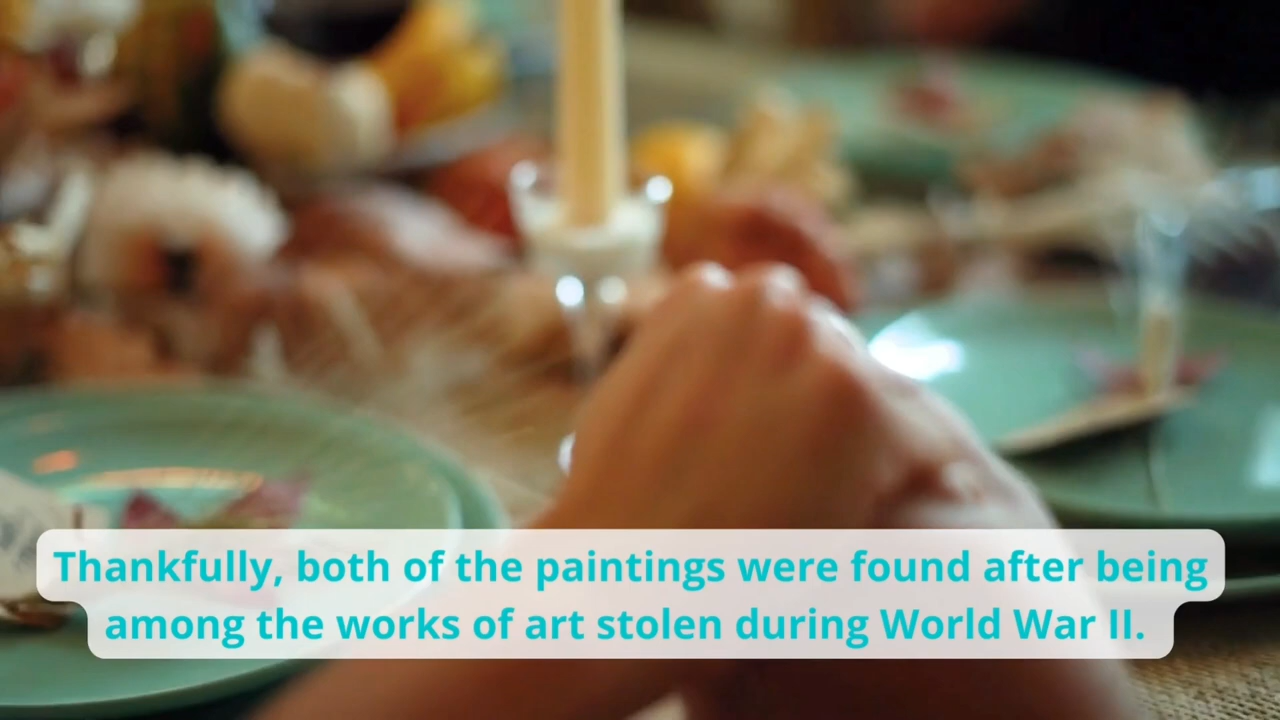 Thankfully, both of the paintings were found after being
among the works of art stolen during World War II.